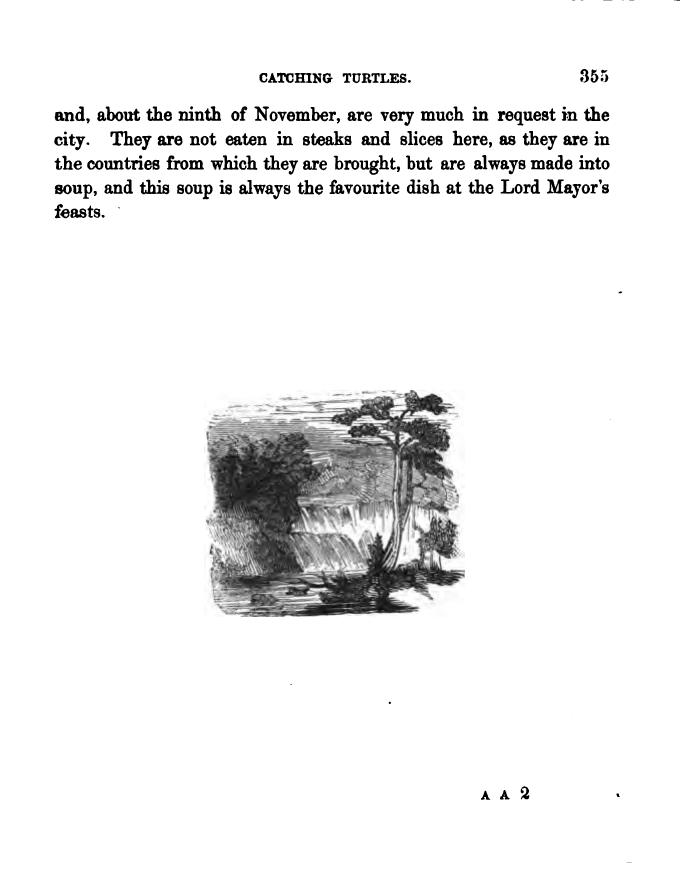 CATCHING TURTLES. 355
and, about the ninth of November, are very much in request in the
city. They are not eaten in steaks and slices here, as they are in
the countries from which they are brought, but are always made into
soup, and this soup is always the favourite dish at the Lord Mayor's
feasts.
A A 2